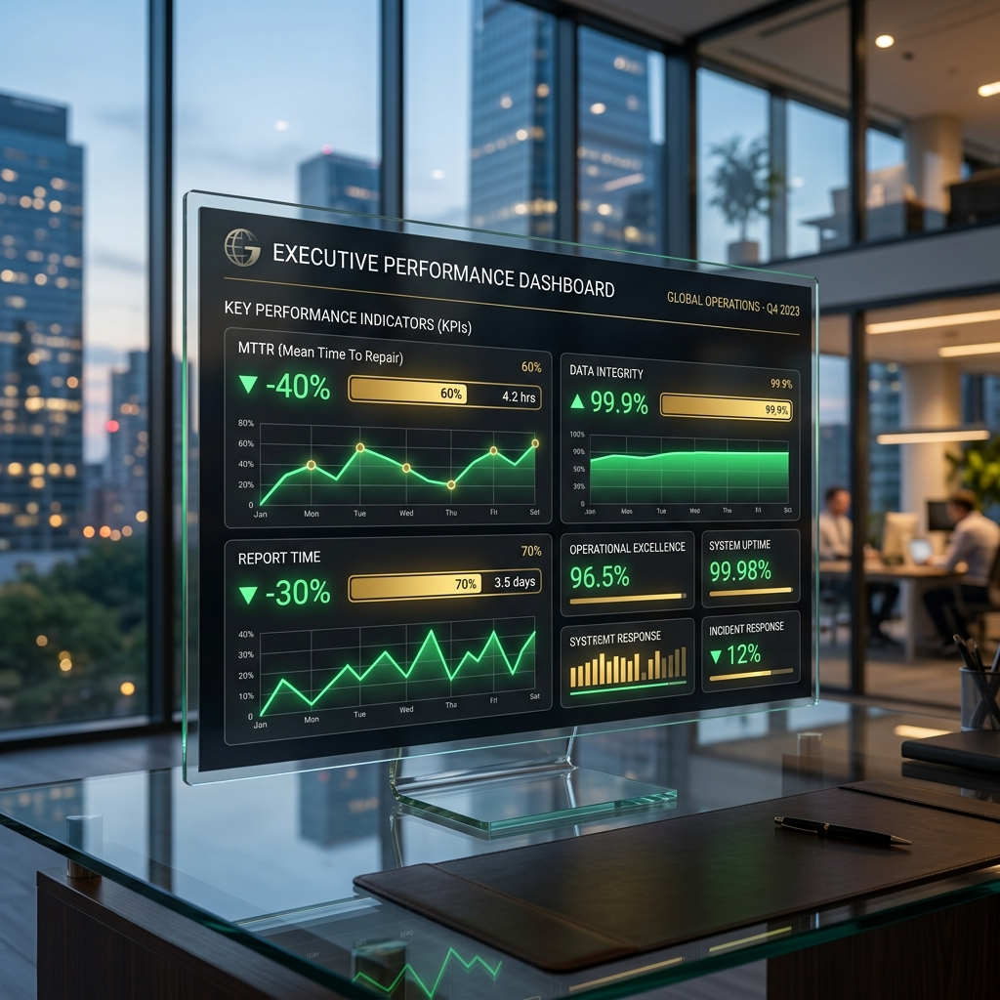 EXECUTIVE PERFORMANCE DASHBOARD
GLOBAL OPERATIONS - Q4 2023
KEY PERFORMANCE INDICATORS (KPIs)
MTTR (Mean Time To Repair)
60%
▼ -40%
60%
4.2 hrs
80%
60%
40%
20%
0%
Jan
Mon
Tue
Wed
Thu
Fri
Sat
DATA INTEGRITY
99.9%
▲ 99.9%
99.9%
100%
90%
50%
0%
Jan
Mon
Tue
Wed
Thu
Fri
REPORT TIME
70%
▼ -30%
70%
3.5 days
40%
30%
20%
10%
0
Jan
Mon
Tue
Wed
Thu
Fri
Sat
OPERATIONAL EXCELLENCE
96.5%
SYSTEM UPTIME
99.98%
SYSTEMT RESPONSE
INCIDENT RESPONSE
▼ 12%